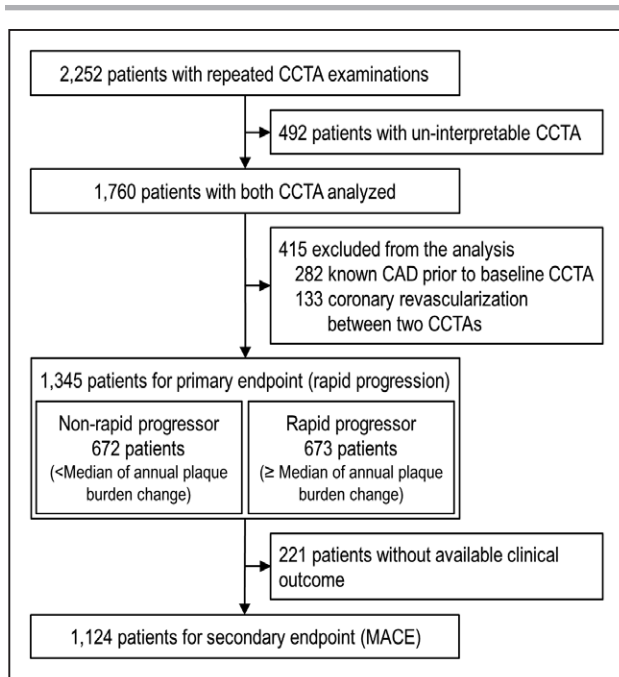 2,252 patients with repeated CCTA examinations
492 patients with un-interpretable CCTA
1,760 patients with both CCTA analyzed
415 excluded from the analysis
282 known CAD prior to baseline CCTA
133 coronary revascularization
between two CCTAs
1,345 patients for primary endpoint (rapid progression)
Non-rapid progressor
672 patients
(<Median of annual plaque
burden change)
Rapid progressor
673 patients
(≥ Median of annual plaque
burden change)
221 patients without available clinical
outcome
1,124 patients for secondary endpoint (MACE)